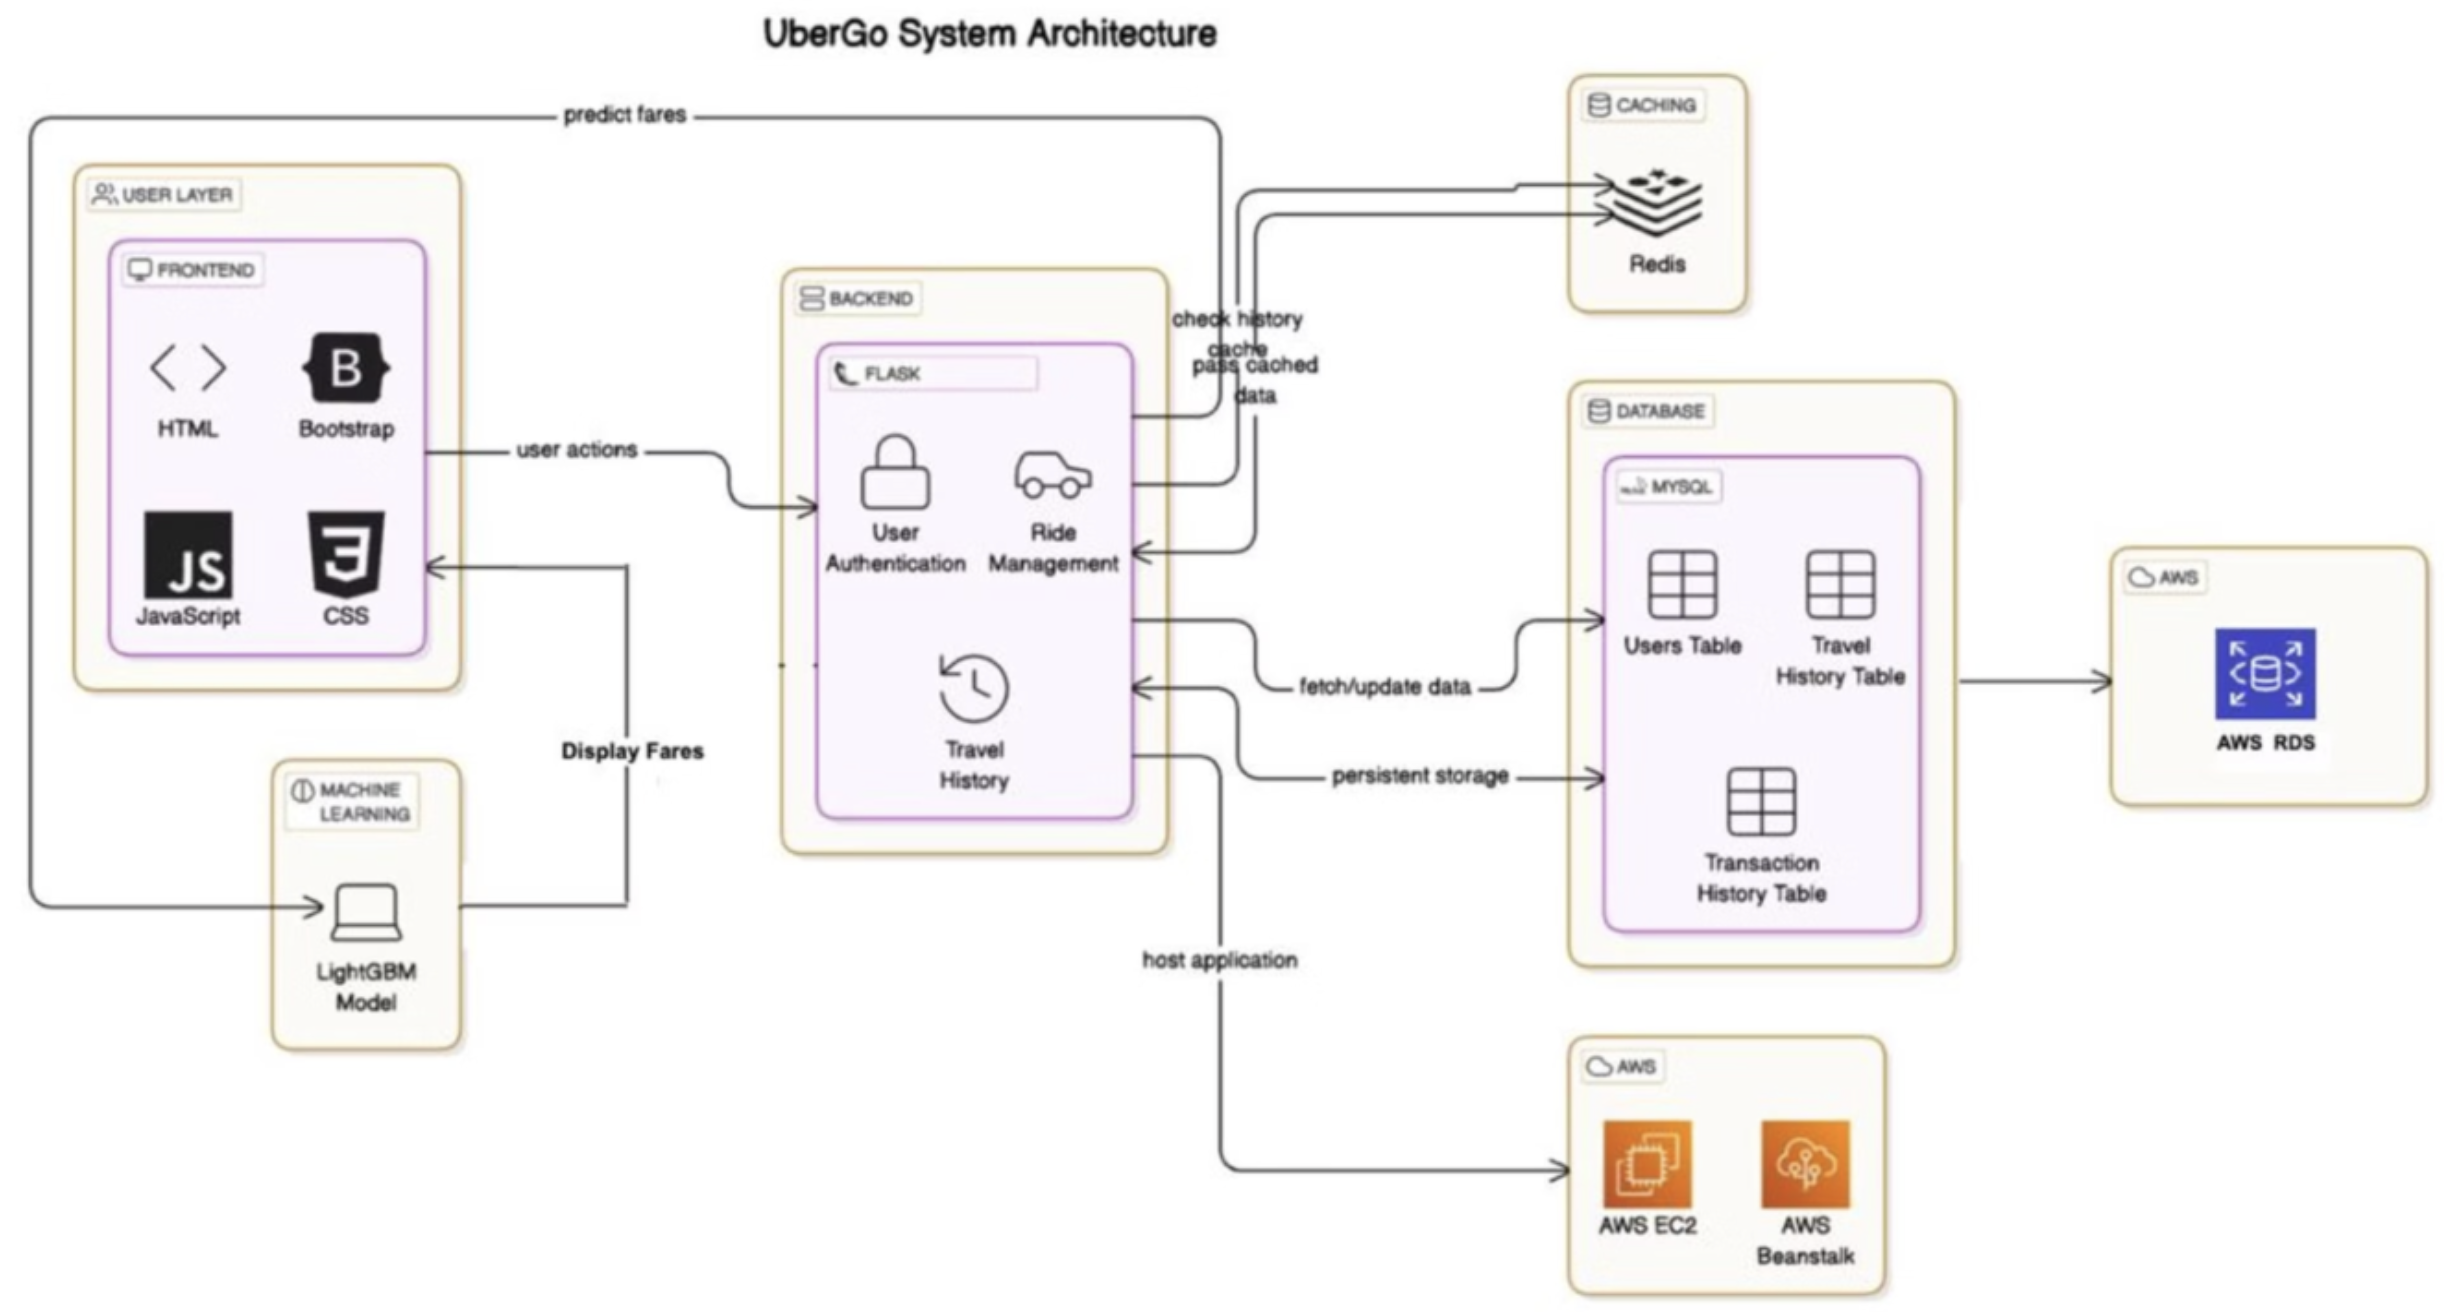 UberGo System Architecture
predict fares
USER LAYER
FRONTEND
HTML
Bootstrap
JavaScript
CSS
JS
B
user actions
Display Fares
MACHINE
LEARNING
LightGBM
Model
BACKEND
FLASK
User
Authentication
Ride
Management
Travel
History
check history
cache
pass cached
data
fetch/update data
persistent storage
host application
CACHING
Redis
DATABASE
MYSQL
Users Table
Travel
History Table
Transaction
History Table
AWS
AWS RDS
AWS
AWS EC2
AWS
Beanstalk